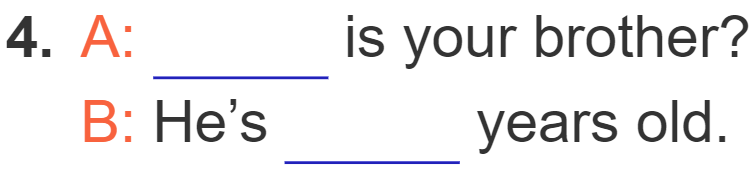 4. A: ______ is your brother?
B: He’s ______ years old.